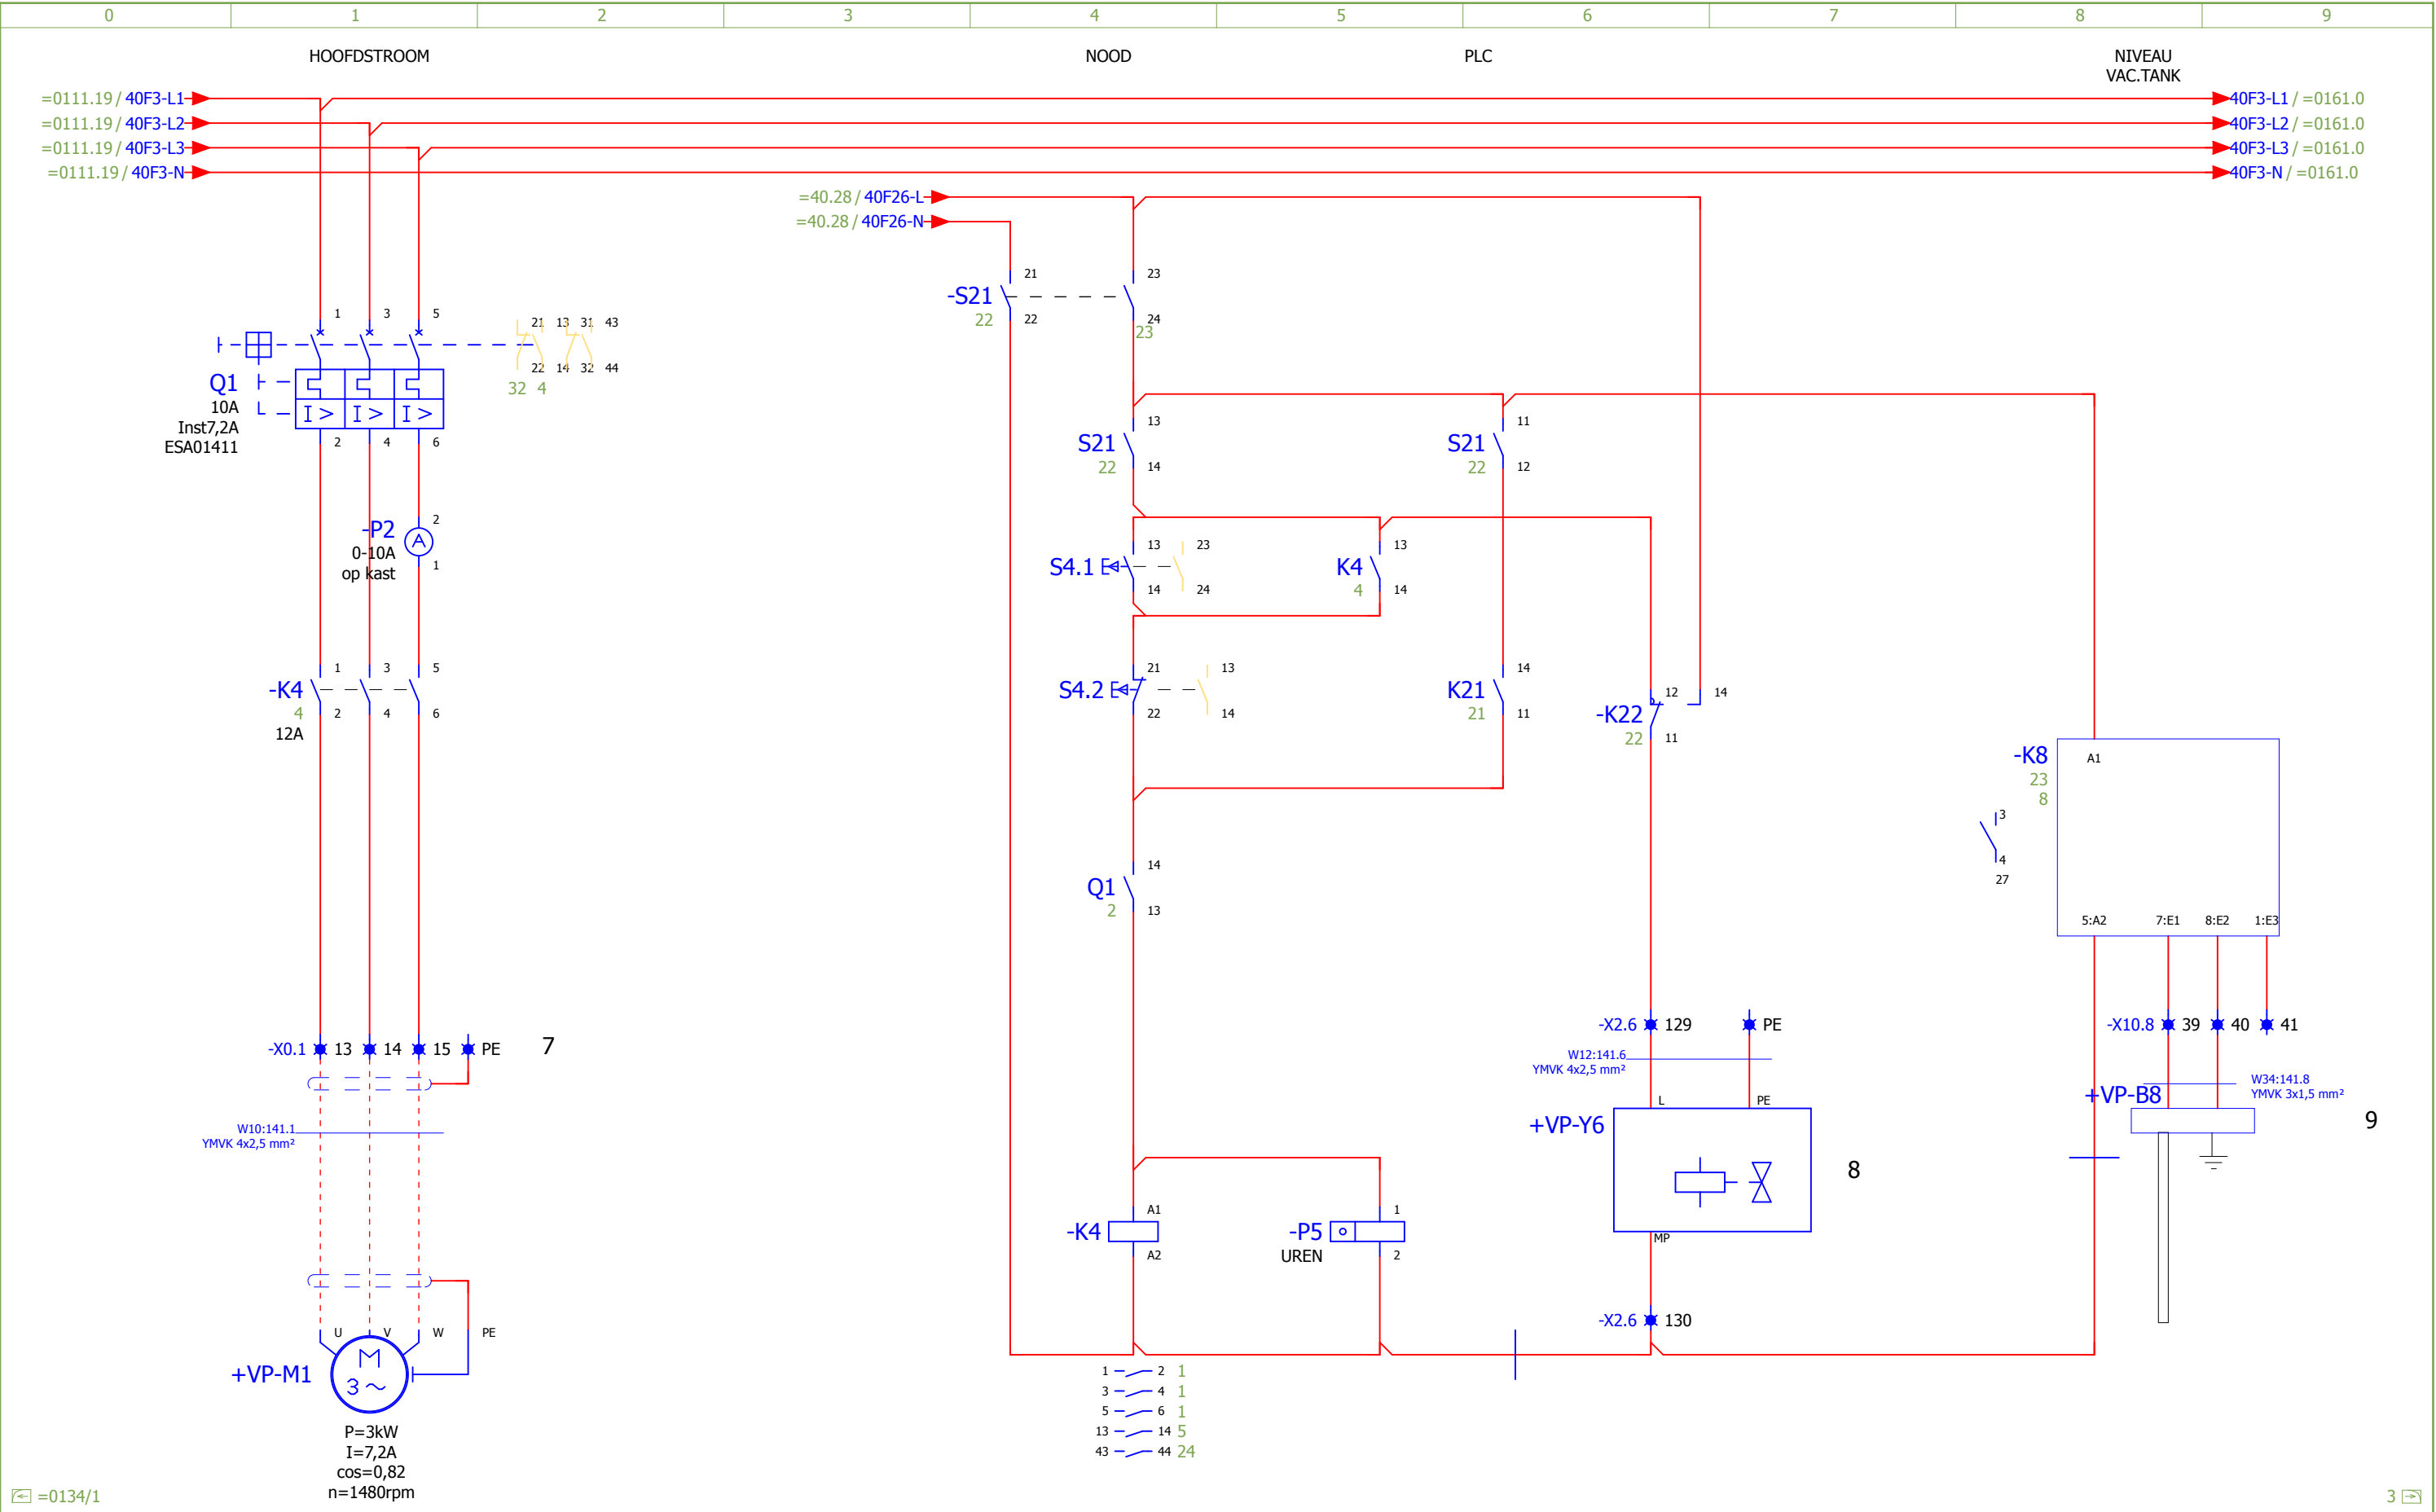 0 1 2 3 4 5 6 7 8 9
HOOFDSTROOM NOOD PLC NIVEAU
VAC.TANK
=0111.19 / 40F3-L1 40F3-L1 / =0161.0
=0111.19 / 40F3-L2 40F3-L2 / =0161.0
=0111.19 / 40F3-L3 40F3-L3 / =0161.0
=0111.19 / 40F3-N 40F3-N / =0161.0
=40.28 / 40F26-L
=40.28 / 40F26-N
21 23
-S21
22 22 24
23
1 3 5 21 13 31 43
22 14 32 44
Q1 32 4
10A
Inst7,2A
ESA01411
I > I > I >
2 4 6
13 11
S21 S21
22 14 22 12
2
-P2
A
0-10A
1
op kast
13 23 13
S4.1 K4
14 24 4 14
1 3 5 21 13 14
-K4 S4.2 K21
4 2 4 6 22 14 21 11
12A
12 14
-K22
22 11
-K8 A1
23
8
3
4
27
14
Q1
2 13
5:A2 7:E1 8:E2 1:E3
-X0.1 13 14 15 PE 7
-X2.6 129 PE
-X10.8 39 40 41
W12:141.6
YMVK 4x2,5 mm²
W34:141.8
YMVK 3x1,5 mm²
+VP-B8
9
W10:141.1
YMVK 4x2,5 mm²
L PE
+VP-Y6
8
MP
A1 1
-K4 -P5
A2 UREN 2
-X2.6 130
U V W PE
+VP-M1
M
3 ~
P=3kW
I=7,2A
cos=0,82
n=1480rpm
1 2 1
3 4 1
5 6 1
13 14 5
43 44 24
=0134/1 3